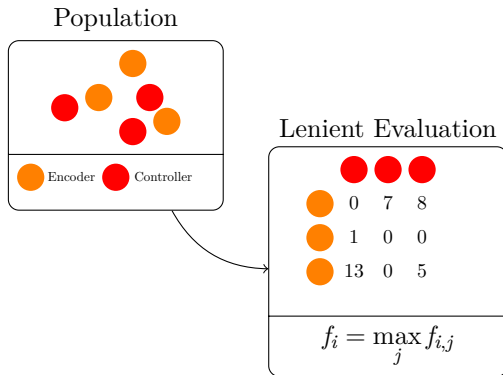 Population
Encoder Controller
Lenient Evaluation
0 7 8
1 0 0
13 0 5
f_i = max_j f_{i,j}